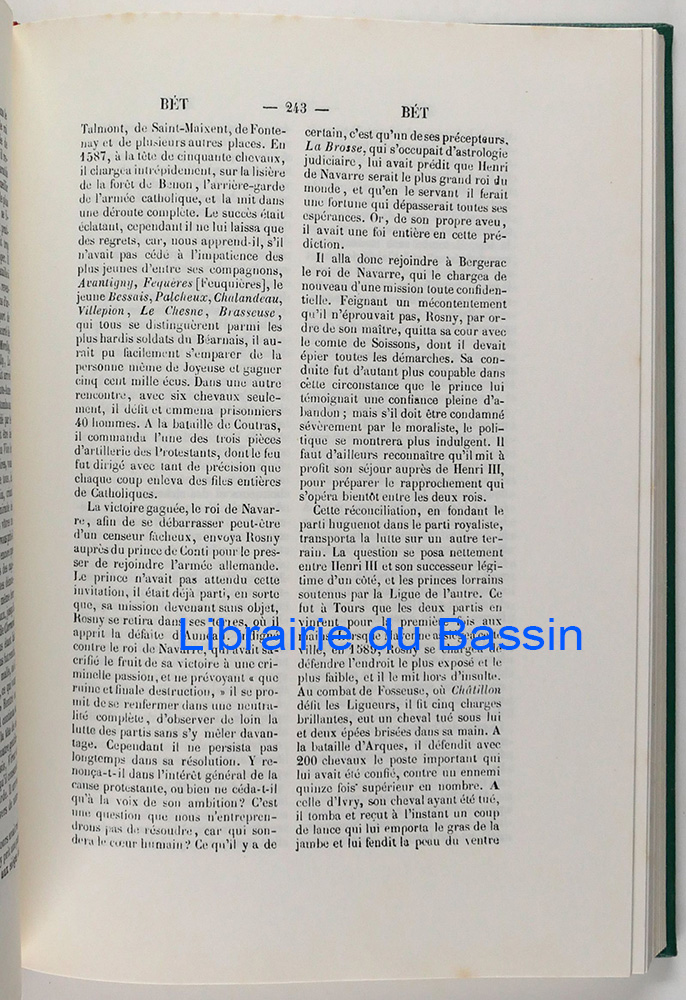 BÉT
— 243 —
BÉT
Talmont, de Saint-Maixent, de Fonte-
nay et de plusieurs autres places. En
1587, à la tête de cinquante chevaux,
il chargea intrépidement, sur la lisière
de la forêt de Benon, l'arrière-garde
de l'armée catholique, et la mit dans
une déroute complète. Le succès était
éclatant, cependant il ne lui laissa que
des regrets, car, nous apprend-il, s'il
n'avait pas cédé à l'impatience des
plus jeunes d'entre ses compagnons,
Avantigny, Fequères [Feuquières], le
jeune Bessais, Palcheux, Chalandeau,
Villepion, Le Chesne, Brasseuse,
qui tous se distinguèrent parmi les
plus hardis soldats du Béarnais, il au-
rait pu facilement s'emparer de la
personne même de Joyeuse et gagner
cinq cent mille écus. Dans une autre
rencontre, avec six chevaux seule-
ment, il défit et emmena prisonniers
40 hommes. A la bataille de Coutras,
il commanda l'une des trois pièces
d'artillerie des Protestants, dont le feu
fut dirigé avec tant de précision que
chaque coup enleva des files entières
de Catholiques.
La victoire gagnée, le roi de Navar-
re, afin de se débarrasser peut-être
d'un censeur fâcheux, envoya Rosny
auprès du prince de Conti pour le pres-
ser de rejoindre l'armée allemande.
Le prince n'avait pas attendu cette
invitation, il était déjà parti, en sorte
que, sa mission devenant sans objet,
Rosny se retira dans ses terres, où il
apprit la défaite d'Auneau. Indigné
contre le roi de Navarre, qui avait sa-
crifié le fruit de sa victoire à une cri-
minelle passion, et ne prévoyant « que
ruine et finale destruction, » il se pro-
mit de se renfermer dans une neutra-
lité complète, d'observer de loin la
lutte des partis sans s'y mêler davan-
tage. Cependant il ne persista pas
longtemps dans sa résolution. Y re-
nonça-t-il dans l'intérêt général de la
cause protestante, ou bien ne céda-t-il
qu'à la voix de son ambition? C'est
une question que nous n'entrepren-
drons pas de résoudre, car qui son-
dera le cœur humain? Ce qu'il y a de
certain, c'est qu'un de ses précepteurs,
La Brosse, qui s'occupait d'astrologie
judiciaire, lui avait prédit que Henri
de Navarre serait le plus grand roi du
monde, et qu'en le servant il ferait
une fortune qui dépasserait toutes ses
espérances. Or, de son propre aveu,
il avait une foi entière en cette pré-
diction.
Il alla donc rejoindre à Bergerac
le roi de Navarre, qui le chargea de
nouveau d'une mission toute confiden-
tielle. Feignant un mécontentement
qu'il n'éprouvait pas, Rosny, par or-
dre de son maître, quitta sa cour avec
le comte de Soissons, dont il devait
épier toutes les démarches. Sa con-
duite fut d'autant plus coupable dans
cette circonstance que le prince lui
témoignait une confiance pleine d'a-
bandon; mais s'il doit être condamné
sévèrement par le moraliste, le poli-
tique se montrera plus indulgent. Il
faut d'ailleurs reconnaître qu'il mit à
profit son séjour auprès de Henri III,
pour préparer le rapprochement qui
s'opéra bientôt entre les deux rois.
Cette réconciliation, en fondant le
parti huguenot dans le parti royaliste,
transporta la lutte sur un autre ter-
rain. La question se posa nettement
entre Henri III et son successeur légi-
time d'un côté, et les princes lorrains
soutenus par la Ligue de l'autre. Ce
fut à Tours que les deux partis en
vinrent pour la première fois aux
mains. Lorsque Mayenne assiégea cette
ville, en 1589, Rosny se chargea de
défendre l'endroit le plus exposé et le
plus faible, et il le mit hors d'insulte.
Au combat de Fosseuse, où Châtillon
défit les Ligueurs, il fit cinq charges
brillantes, eut un cheval tué sous lui
et deux épées brisées dans sa main. A
la bataille d'Arques, il défendit avec
200 chevaux le poste important qui
lui avait été confié, contre un ennemi
quinze fois supérieur en nombre. A
celle d'Ivry, son cheval ayant été tué,
il tomba et reçut à l'instant un coup
de lance qui lui emporta le gras de la
jambe et lui fendit la peau du ventre
Librairie du Bassin